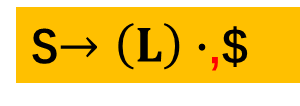 S→ (L) ·,$